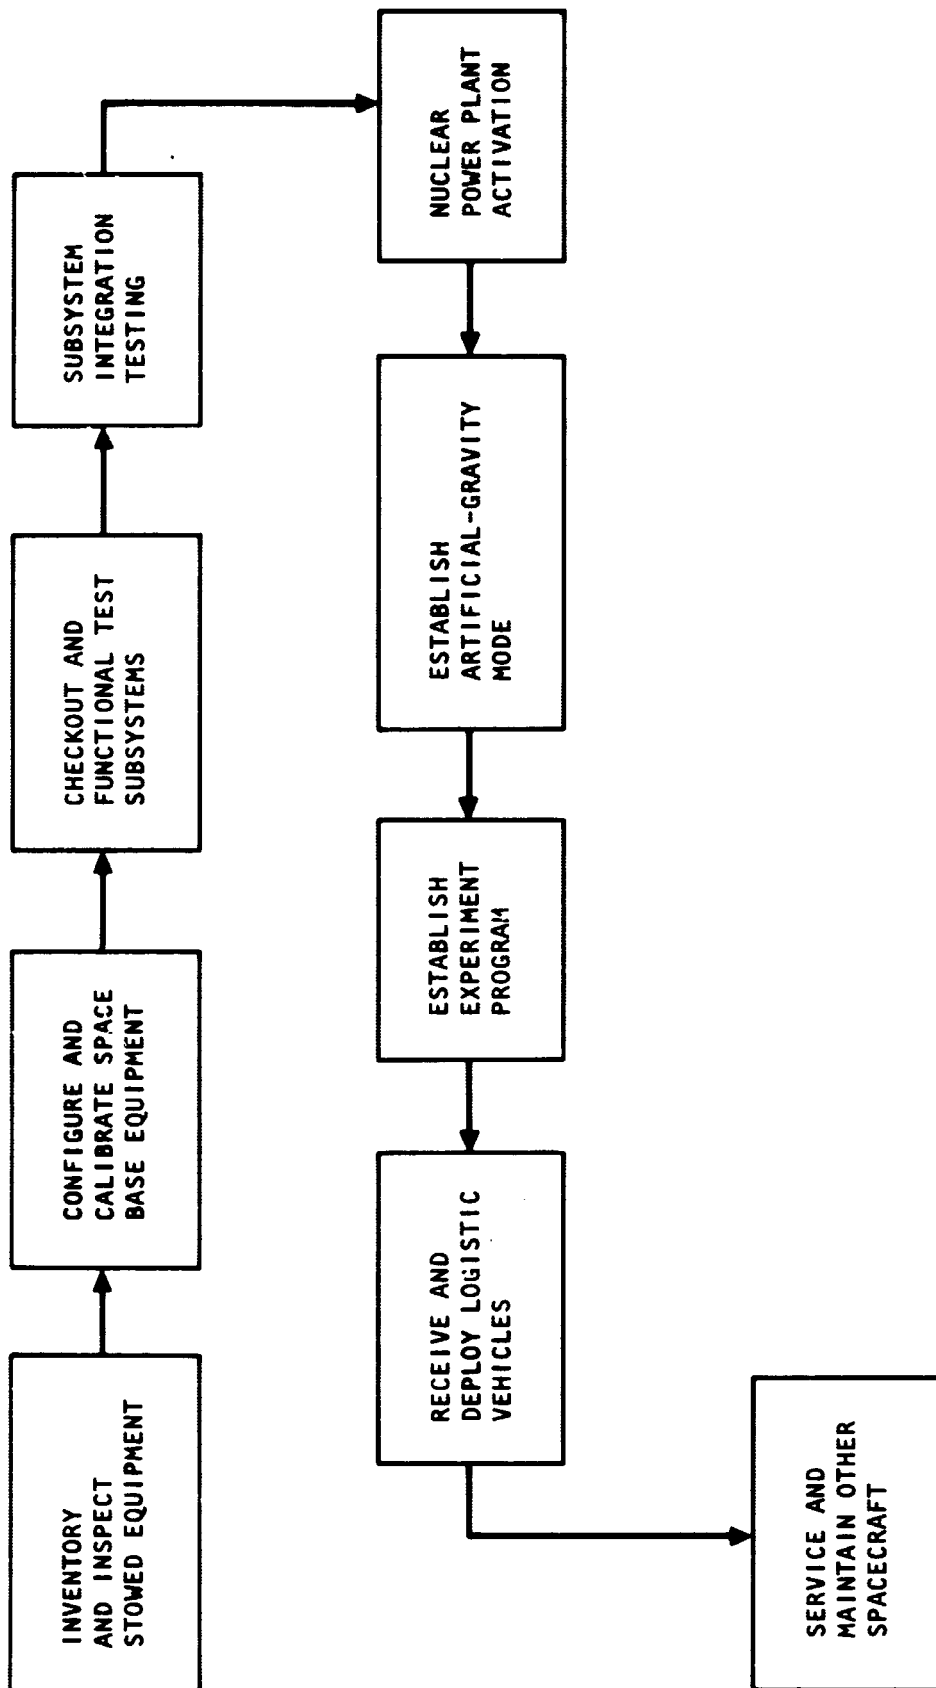 INVENTORY
AND INSPECT
STOWED EQUIPMENT
CONFIGURE AND
CALIBRATE SPACE
BASE EQUIPMENT
CHECKOUT AND
FUNCTIONAL TEST
SUBSYSTEMS
SUBSYSTEM
INTEGRATION
TESTING
NUCLEAR
POWER PLANT
ACTIVATION
ESTABLISH
ARTIFICIAL-GRAVITY
MODE
ESTABLISH
EXPERIMENT
PROGRAM
RECEIVE AND
DEPLOY LOGISTIC
VEHICLES
SERVICE AND
MAINTAIN OTHER
SPACECRAFT